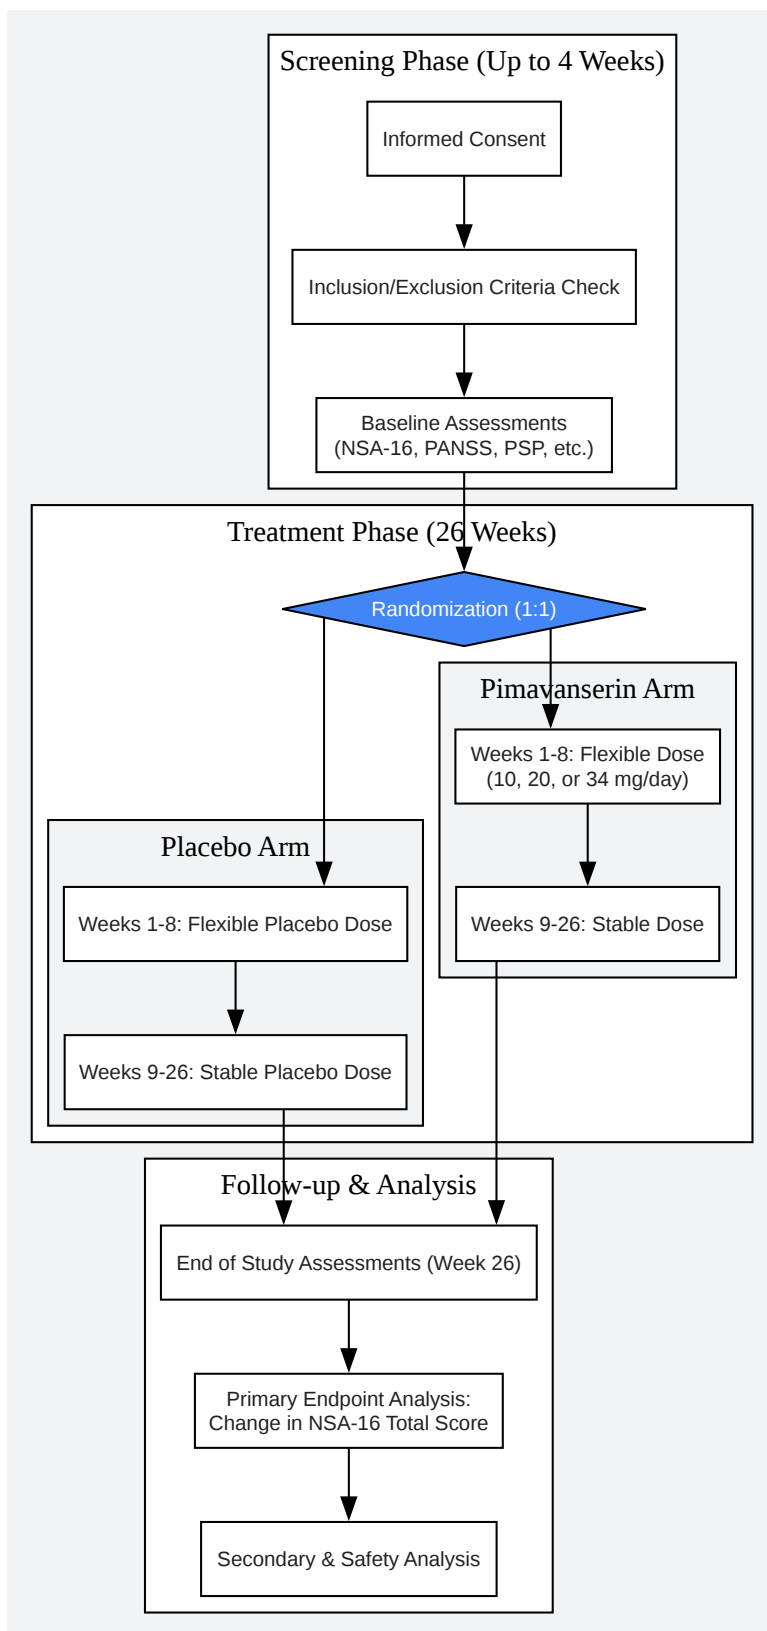 Screening Phase (Up to 4 Weeks)
Informed Consent
Inclusion/Exclusion Criteria Check
Baseline Assessments
(NSA-16, PANSS, PSP, etc.)
Treatment Phase (26 Weeks)
Randomization (1:1)
Pimavanserin Arm
Weeks 1-8: Flexible Dose
(10, 20, or 34 mg/day)
Weeks 9-26: Stable Dose
Placebo Arm
Weeks 1-8: Flexible Placebo Dose
Weeks 9-26: Stable Placebo Dose
Follow-up & Analysis
End of Study Assessments (Week 26)
Primary Endpoint Analysis:
Change in NSA-16 Total Score
Secondary & Safety Analysis